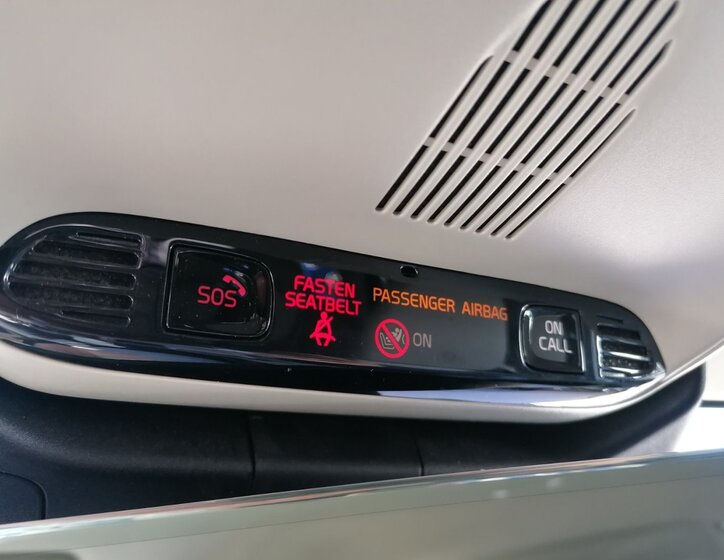 SOS
FASTEN
SEATBELT
PASSENGER AIRBAG
ON
ON
CALL